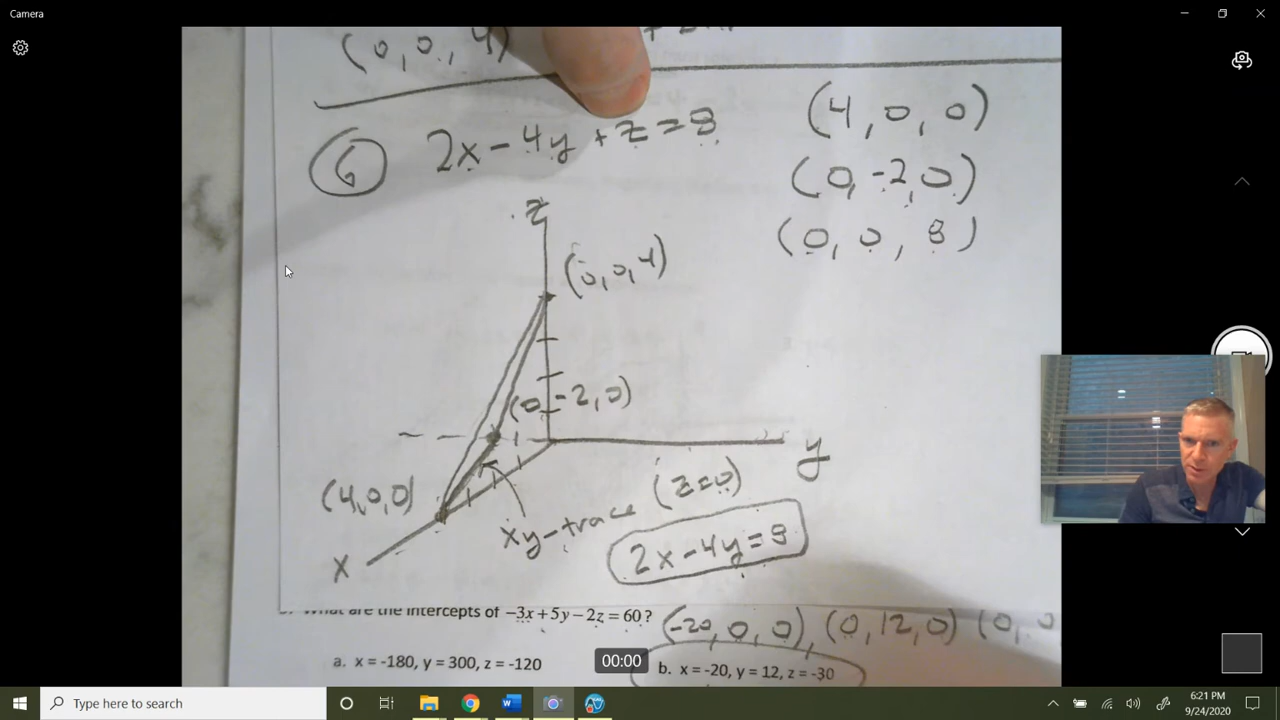 Camera
(0, 0, 4)
6 2x - 4y + z = 8
(4, 0, 0)
(0, -2, 0)
(0, 0, 8)
z
(0, 0, 4)
(0, -2, 0)
y
(4, 0, 0)
xy-trace (z=0)
2x - 4y = 8
x
What are the intercepts of −3x + 5y − 2z = 60?
(-20, 0, 0), (0, 12, 0) (0, 0
a. x = -180, y = 300, z = -120
b. x = -20, y = 12, z = -30
00:00
Type here to search
6:21 PM
9/24/2020